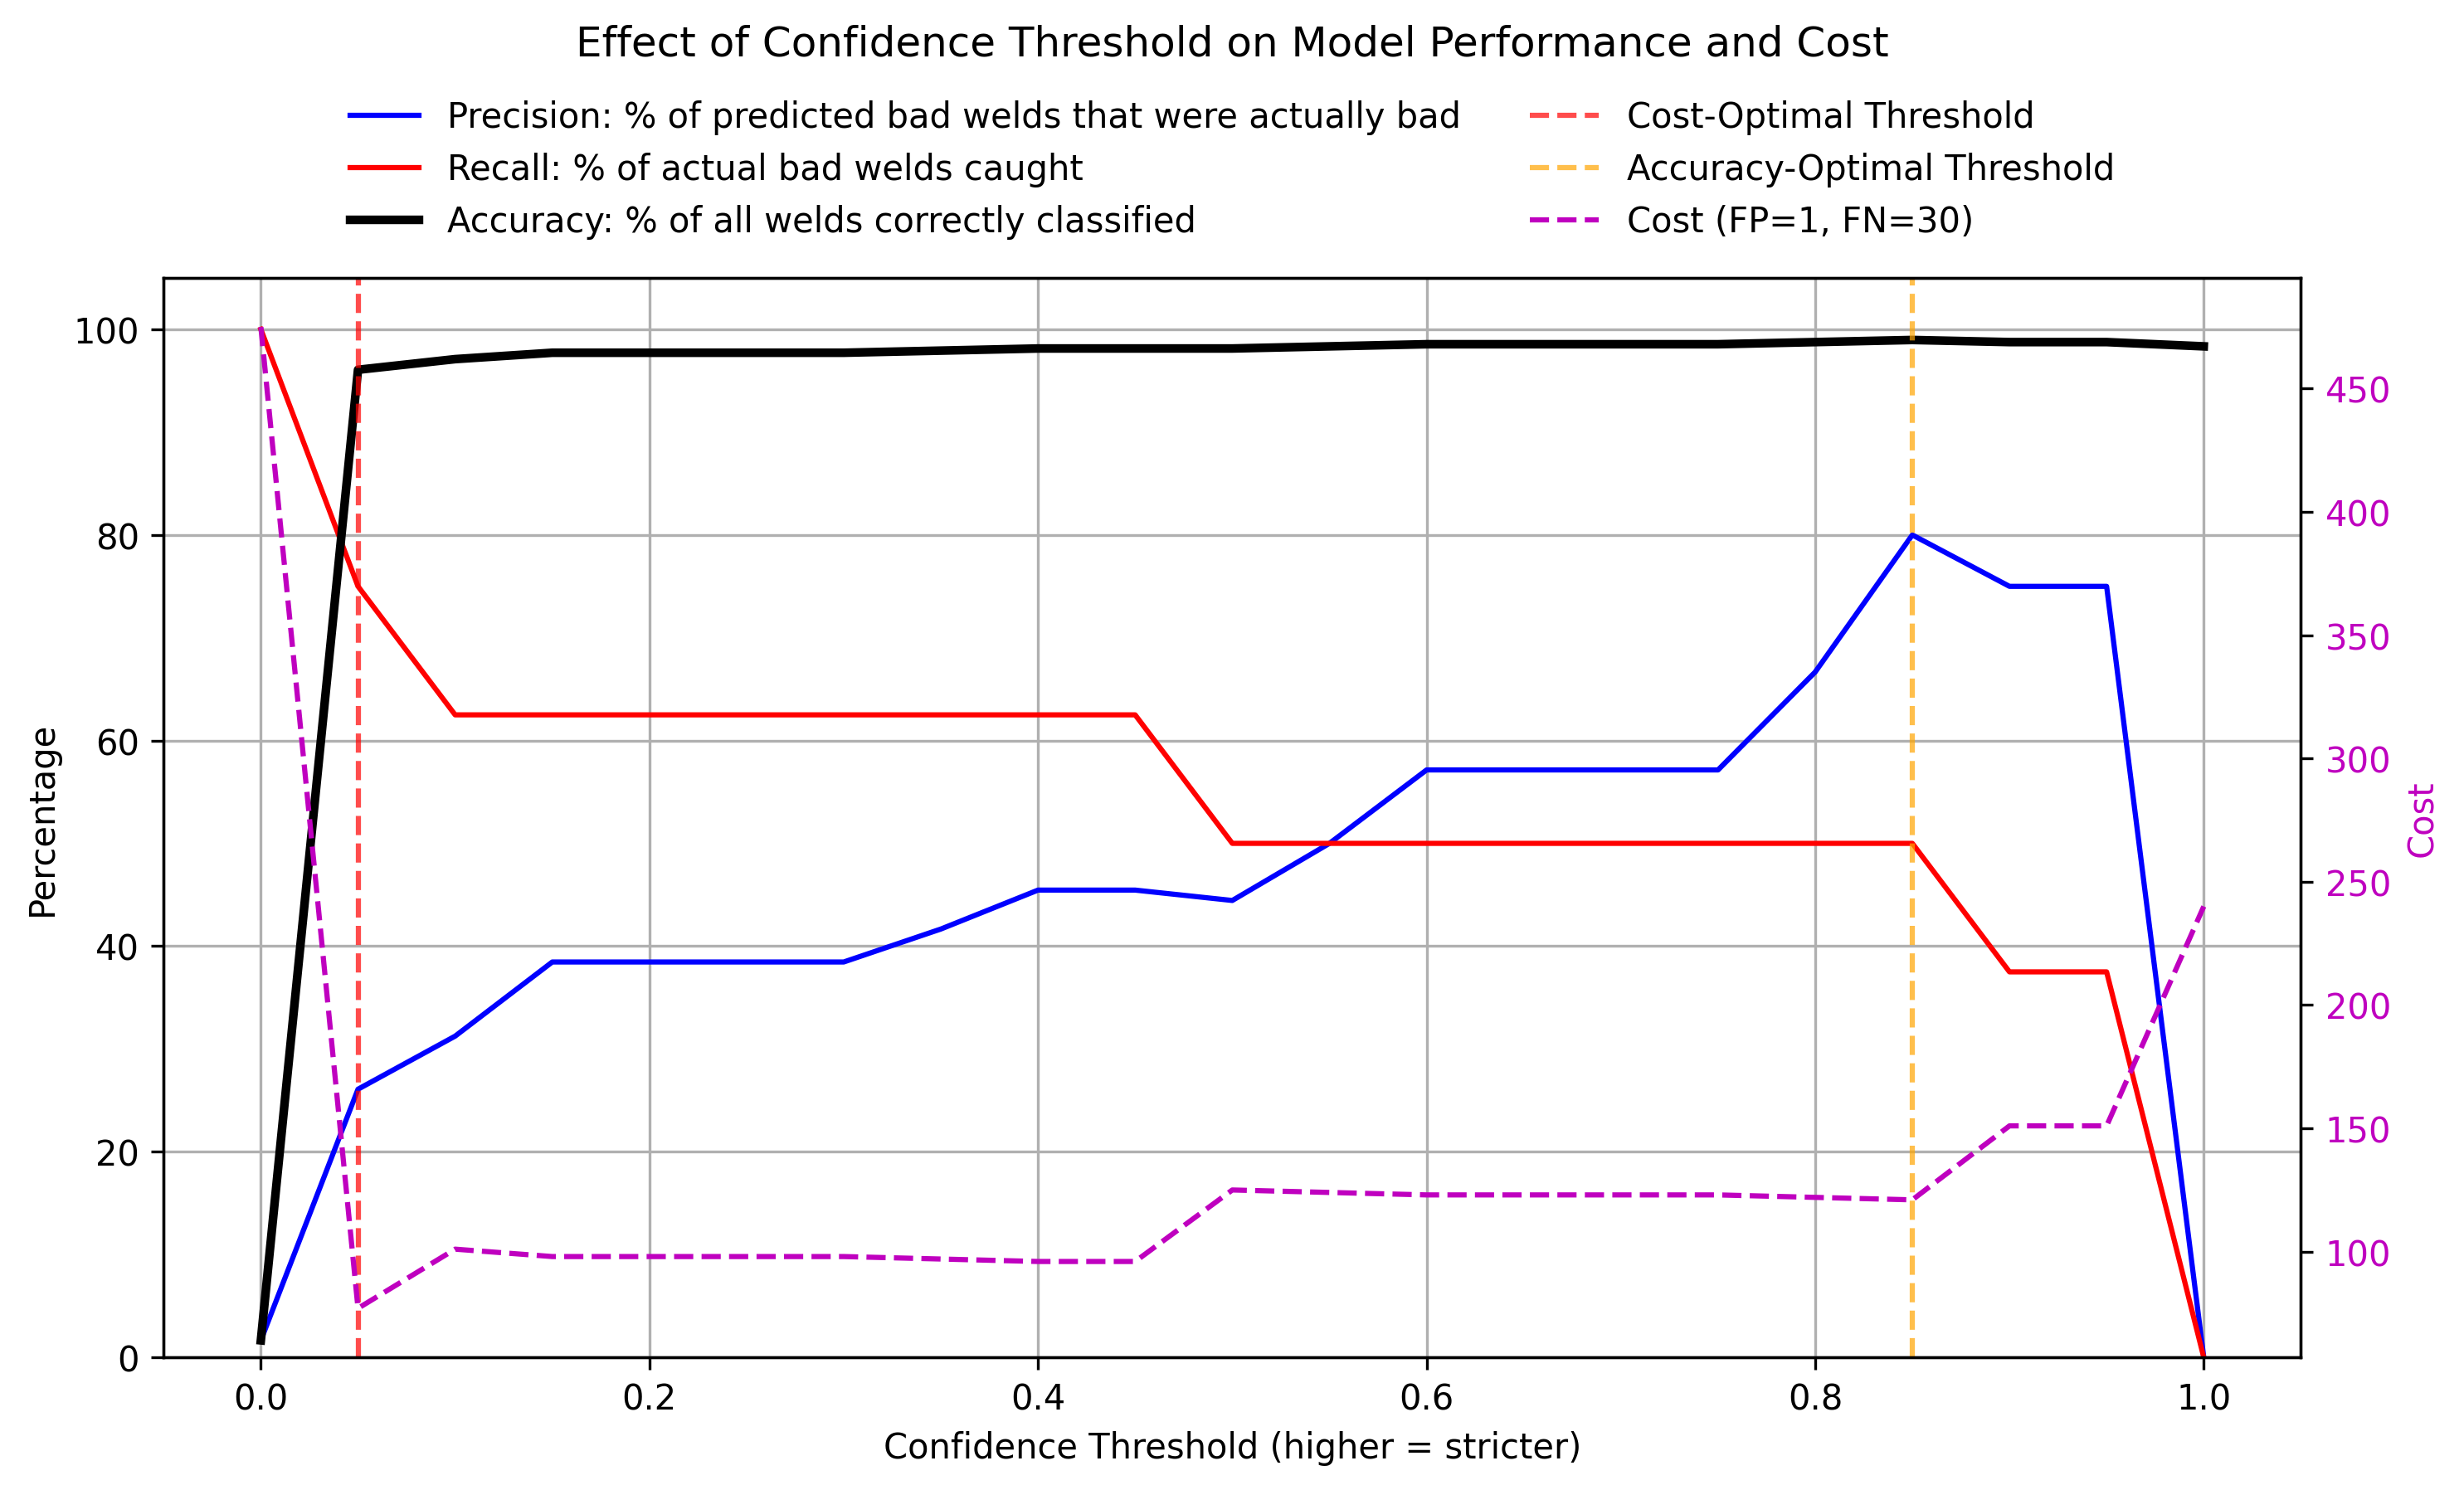 Effect of Confidence Threshold on Model Performance and Cost
Precision: % of predicted bad welds that were actually bad
Recall: % of actual bad welds caught
Accuracy: % of all welds correctly classified
Cost-Optimal Threshold
Accuracy-Optimal Threshold
Cost (FP=1, FN=30)
Percentage
100
80
60
40
20
0
450
400
350
300
250
200
150
100
Cost
0.0 0.2 0.4 0.6 0.8 1.0
Confidence Threshold (higher = stricter)